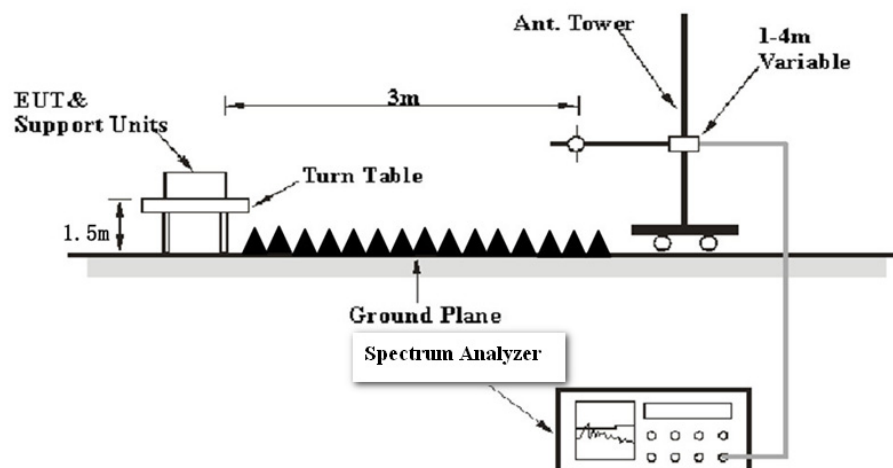 Ant. Tower
1-4m
Variable
3m
EUT&
Support Units
Turn Table
1.5m
Ground Plane
Spectrum Analyzer